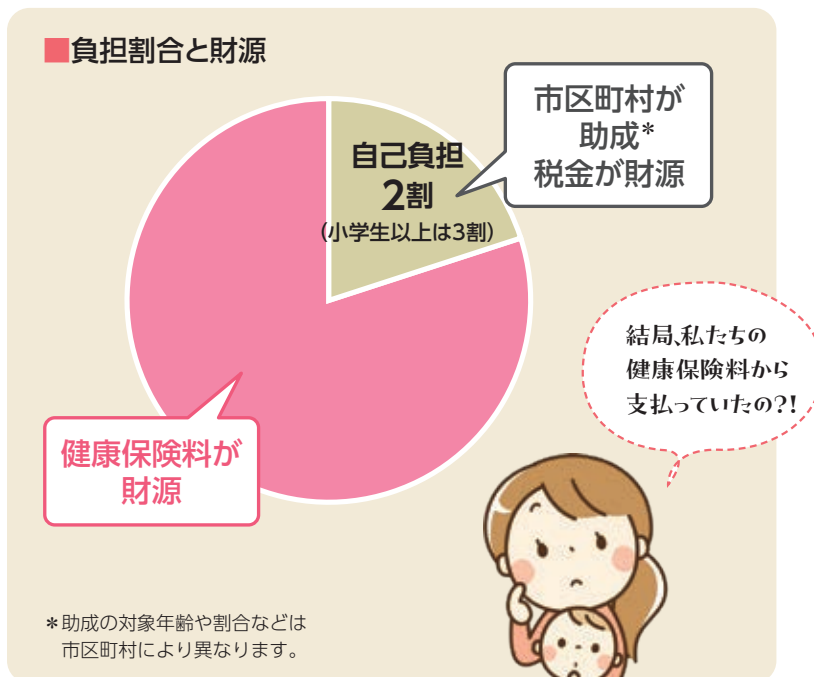 ■負担割合と財源
市区町村が
助成*
税金が財源
自己負担
2割
(小学生以上は3割)
結局、私たちの
健康保険料から
支払っていたの?!
健康保険料が
財源
*助成の対象年齢や割合などは
市区町村により異なります。